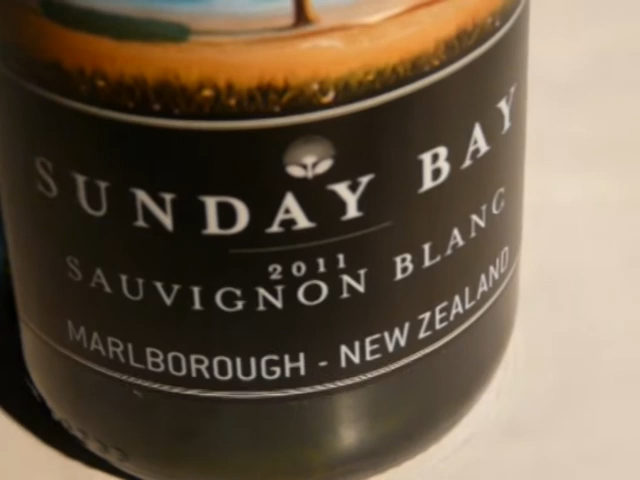 SUNDAY BAY
2011
SAUVIGNON BLANC
MARLBOROUGH - NEW ZEALAND